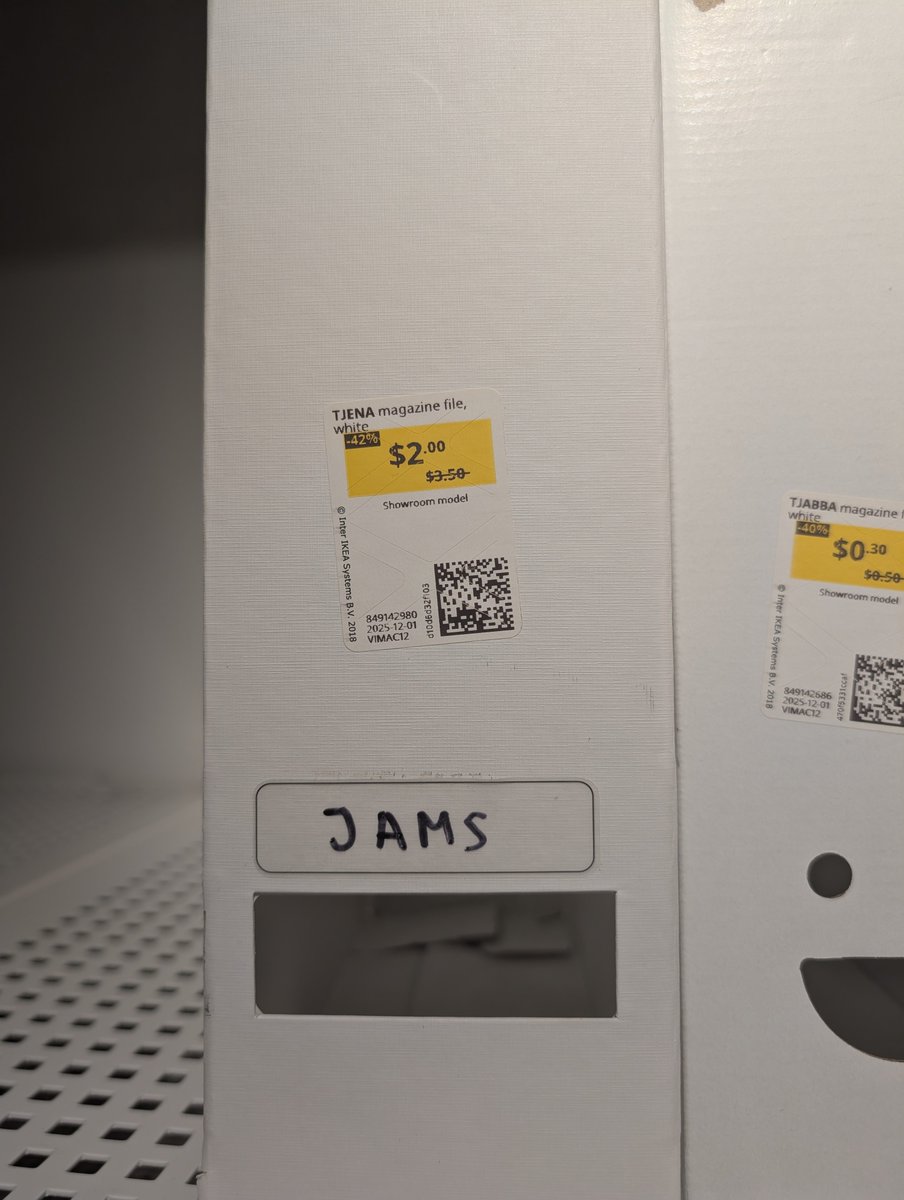 TJENA magazine file,
white
-42%
$2.00
$3.50
Showroom model
© Inter IKEA Systems B.V. 2018
849142980
2025-12-01
VIMAC12
JAMS
TJABBA magazine
white
-40%
$0.30
$0.50
Showroom model
© Inter IKEA Systems B.V. 2018
849142686
2025-12-01
VIMAC12